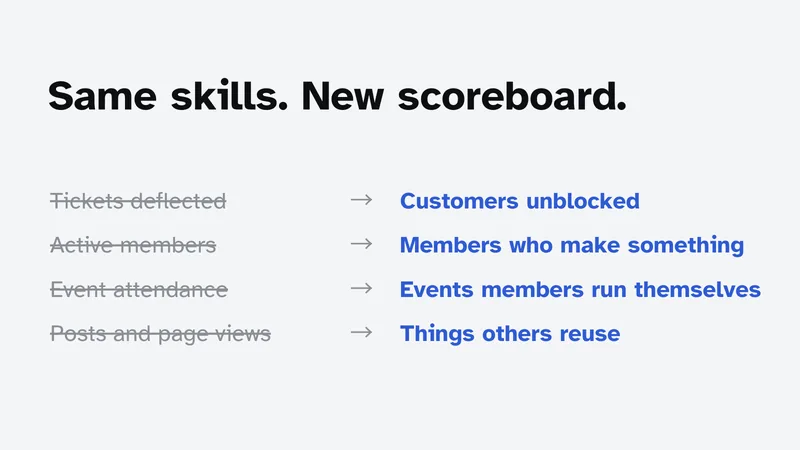 Same skills. New scoreboard.
Tickets deflected → Customers unblocked
Active members → Members who make something
Event attendance → Events members run themselves
Posts and page views → Things others reuse